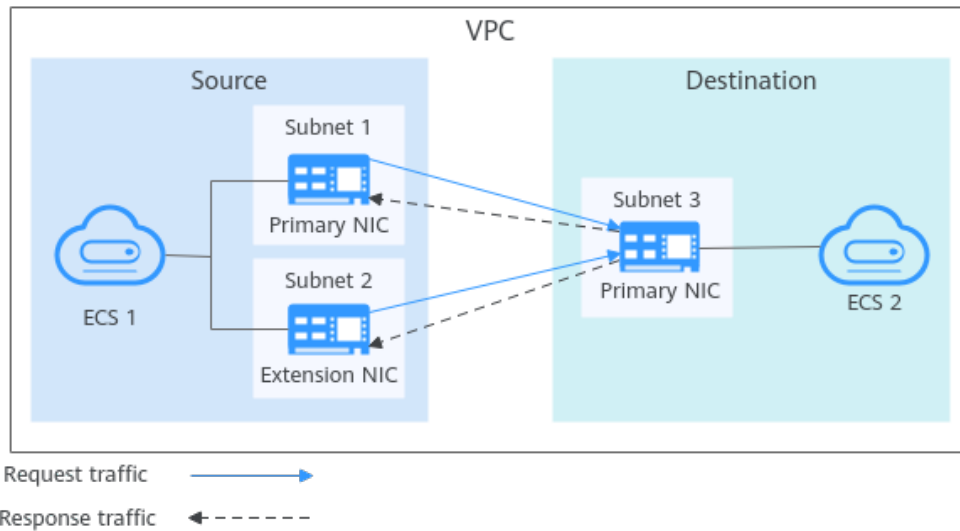 VPC
Source
Destination
Subnet 1
Primary NIC
Subnet 2
Extension NIC
ECS 1
Subnet 3
Primary NIC
ECS 2
Request traffic
Response traffic